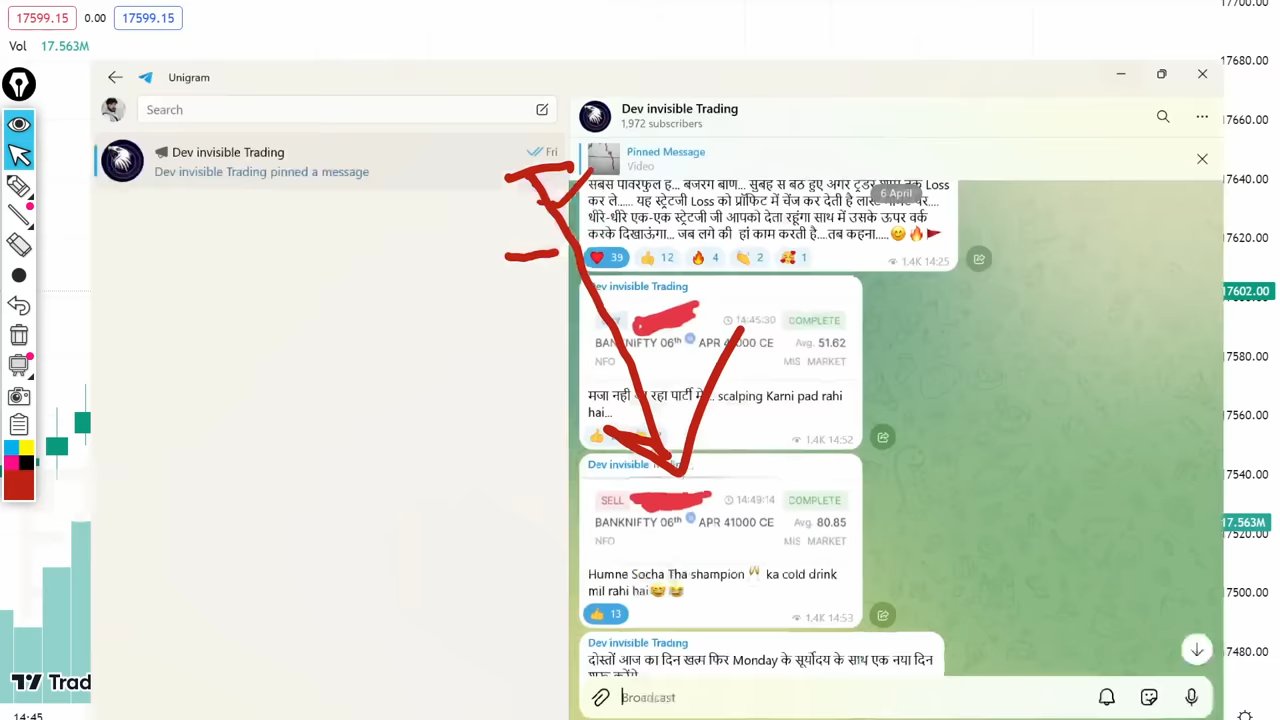 17599.15 0.00 17599.15
Vol 17.563M
Unigram
Search
Dev invisible Trading
Fri
Dev invisible Trading pinned a message
Dev invisible Trading
1,972 subscribers
Pinned Message
Video
6 April
कर ले...... यह स्ट्रेटजी Loss को प्रॉफिट में चेंज कर देती है
धीरे-धीरे एक-एक स्ट्रेटजी जी आपको देता रहूंगा साथ में उसके ऊपर वर्क
करके दिखाऊंगा... जब लगे की हां काम करती है....तब कहना.....😊🔥🚩
❤️ 39 👍 12 🔥 4 👏 2 🥰 1
1.4K 14:25
Dev invisible Trading
14:45:30 COMPLETE
BANKNIFTY 06th APR 41000 CE Avg. 51.62
NFO MIS MARKET
मजा नही रहा पार्टी scalping Karni pad rahi
hai...
1.4K 14:52
Dev invisible Trading
SELL 14:49:14 COMPLETE
BANKNIFTY 06th APR 41000 CE Avg. 80.85
NFO MIS MARKET
Humne Socha Tha shampion 🥂 ka cold drink
mil rahi hai😄😂
👍 13
1.4K 14:53
Dev invisible Trading
दोस्तों आज का दिन खत्म फिर Monday के सूर्योदय के साथ एक नया दिन
Broadcast
17700.00
17680.00
17660.00
17640.00
17620.00
17602.00
17580.00
17560.00
17540.00
17.563M
17520.00
17500.00
17480.00
Trad
14:45